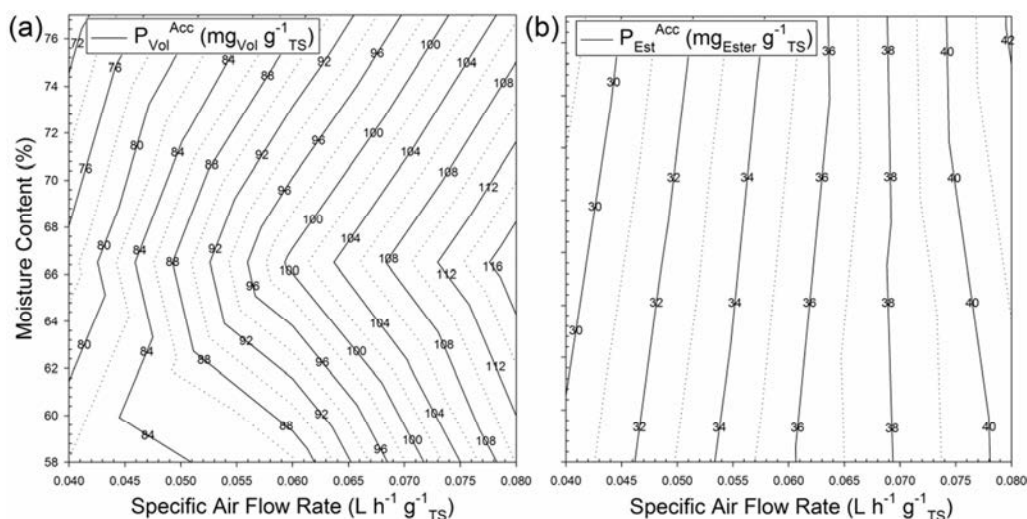 (a)
P_Vol^Acc (mg_Vol g^-1_TS)
Moisture Content (%)
76
74
72
70
68
66
64
62
60
58
72 76 84 88 92 96 100 104 108
76 80 84 88 92 96 96 100 104 108 112
80 84 88 92 100 104 108 116
96 100 112
80 84 88 92 96 100 104 108 112
84 88 92 96 100 104 108
0.040 0.045 0.050 0.055 0.060 0.065 0.070 0.075 0.080
Specific Air Flow Rate (L h^-1 g^-1_TS)
(b)
P_Est^Acc (mg_Ester g^-1_TS)
36 38 40 42
30 32 34
32 34 36 38 40
30
32 34 36 38 40
30
32 34 36 38 40
0.040 0.045 0.050 0.055 0.060 0.065 0.070 0.075 0.080
Specific Air Flow Rate (L h^-1 g^-1_TS)